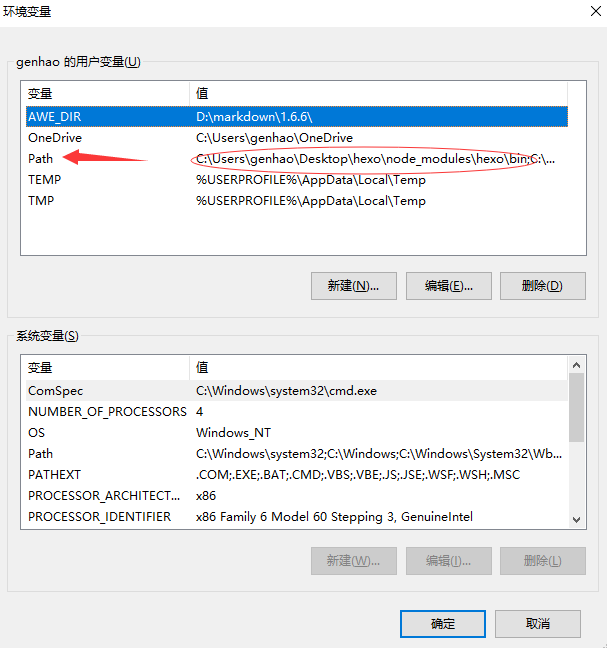 环境变量
genhao 的用户变量(U)
变量 值
AWE_DIR D:\markdown\1.6.6\
OneDrive C:\Users\genhao\OneDrive
Path C:\Users\genhao\Desktop\hexo\node_modules\hexo\bin;C:\...
TEMP %USERPROFILE%\AppData\Local\Temp
TMP %USERPROFILE%\AppData\Local\Temp
新建(N)... 编辑(E)... 删除(D)
系统变量(S)
变量 值
ComSpec C:\Windows\system32\cmd.exe
NUMBER_OF_PROCESSORS 4
OS Windows_NT
Path C:\Windows\system32;C:\Windows;C:\Windows\System32\Wb...
PATHEXT .COM;.EXE;.BAT;.CMD;.VBS;.VBE;.JS;.JSE;.WSF;.WSH;.MSC
PROCESSOR_ARCHITECT... x86
PROCESSOR_IDENTIFIER x86 Family 6 Model 60 Stepping 3, GenuineIntel
新建(W)... 编辑(I)... 删除(L)
确定 取消